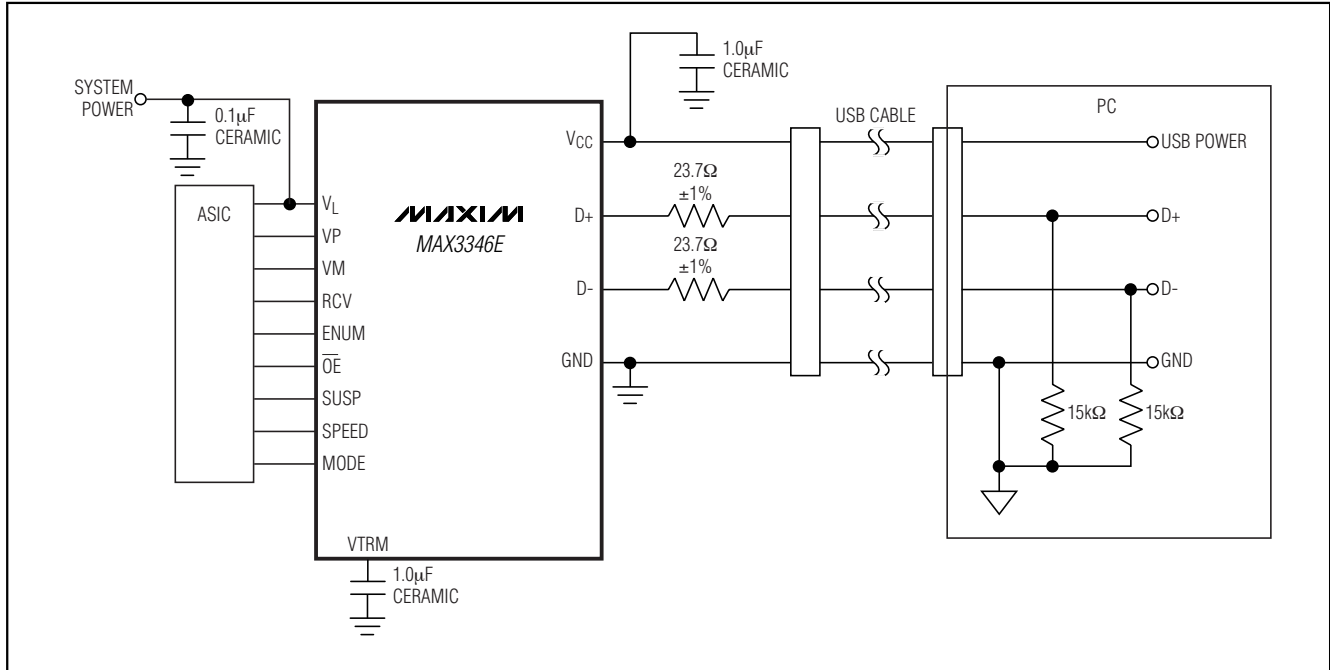 SYSTEM
POWER
0.1µF
CERAMIC
1.0µF
CERAMIC
ASIC
VL
VP
VM
RCV
ENUM
OE
SUSP
SPEED
MODE
MAXIM
MAX3346E
VTRM
1.0µF
CERAMIC
VCC
D+
D-
GND
23.7Ω
±1%
23.7Ω
±1%
USB CABLE
PC
USB POWER
D+
D-
GND
15kΩ
15kΩ